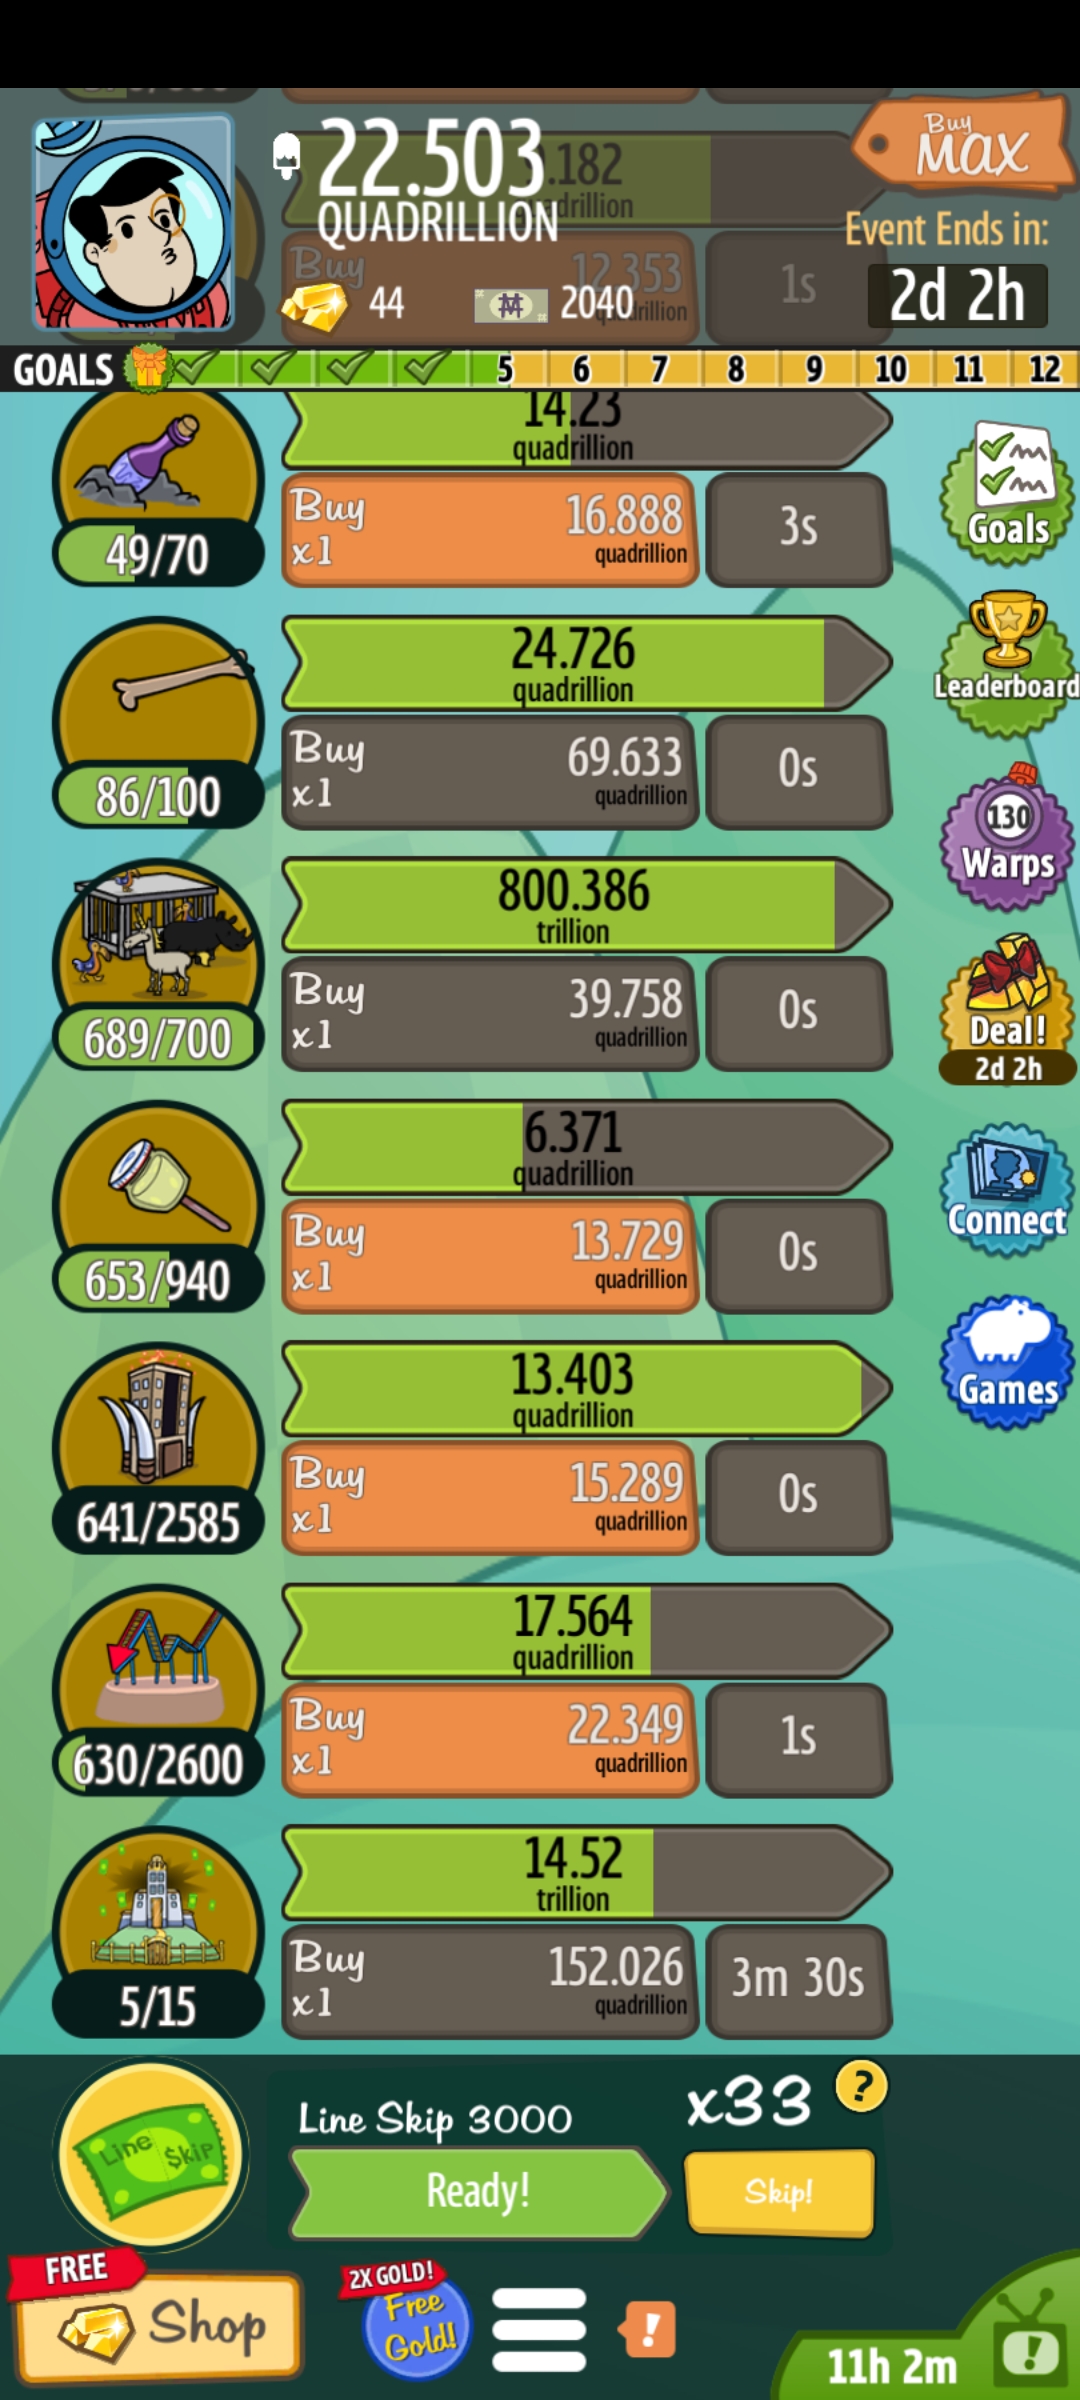 22.503
QUADRILLION
.182
drillion
Buy
12.353
drillion
1s
44
2040
Buy
MAX
Event Ends in:
2d 2h
GOALS
5 6 7 8 9 10 11 12
14.23
quadrillion
49/70
Buy
x1
16.888
quadrillion
3s
Goals
24.726
quadrillion
86/100
Buy
x1
69.633
quadrillion
0s
Leaderboard
800.386
trillion
689/700
Buy
x1
39.758
quadrillion
0s
130
Warps
Deal!
2d 2h
6.371
quadrillion
653/940
Buy
x1
13.729
quadrillion
0s
Connect
13.403
quadrillion
641/2585
Buy
x1
15.289
quadrillion
0s
Games
17.564
quadrillion
630/2600
Buy
x1
22.349
quadrillion
1s
14.52
trillion
5/15
Buy
x1
152.026
quadrillion
3m 30s
Line $kip
Line Skip 3000
x33
?
Ready!
Skip!
FREE
Shop
2X GOLD!
Free
Gold!
!
11h 2m
!